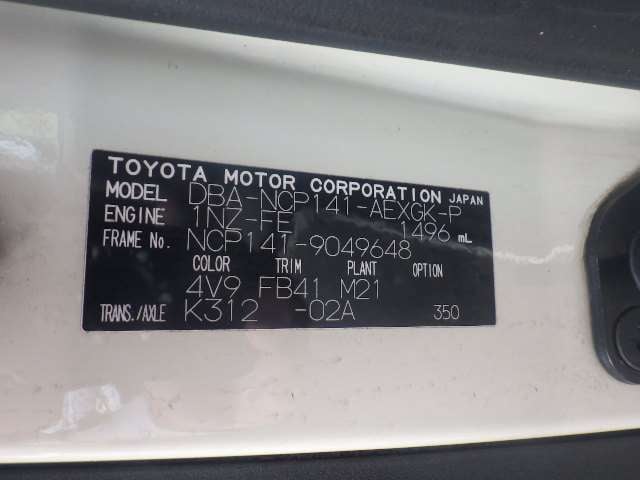 TOYOTA MOTOR CORPORATION JAPAN
MODEL DBA-NCP141-AEXGK-P
ENGINE 1NZ-FE 1496 mL
FRAME No. NCP141-9049648
COLOR TRIM PLANT OPTION
4V9 FB41 M21
TRANS./AXLE K312 -02A 350